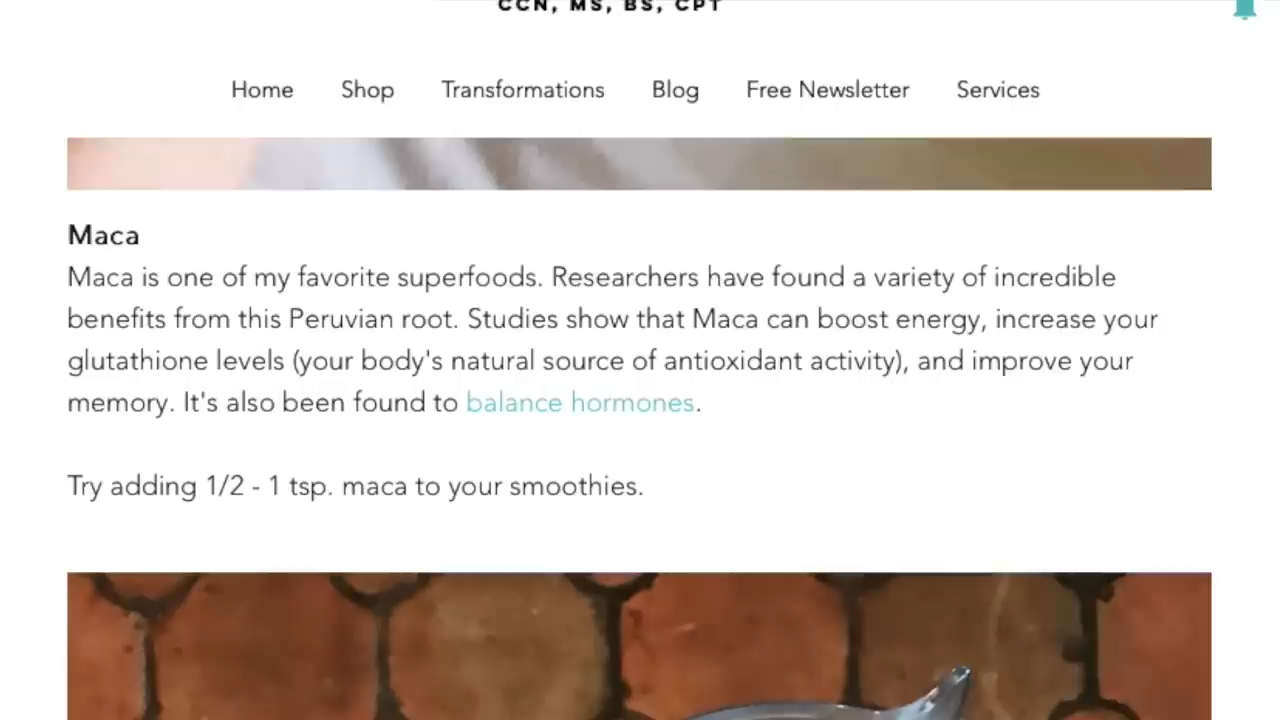 CCN, MS, BS, CPT
Home Shop Transformations Blog Free Newsletter Services
Maca
Maca is one of my favorite superfoods. Researchers have found a variety of incredible
benefits from this Peruvian root. Studies show that Maca can boost energy, increase your
glutathione levels (your body's natural source of antioxidant activity), and improve your
memory. It's also been found to balance hormones.
Try adding 1/2 - 1 tsp. maca to your smoothies.